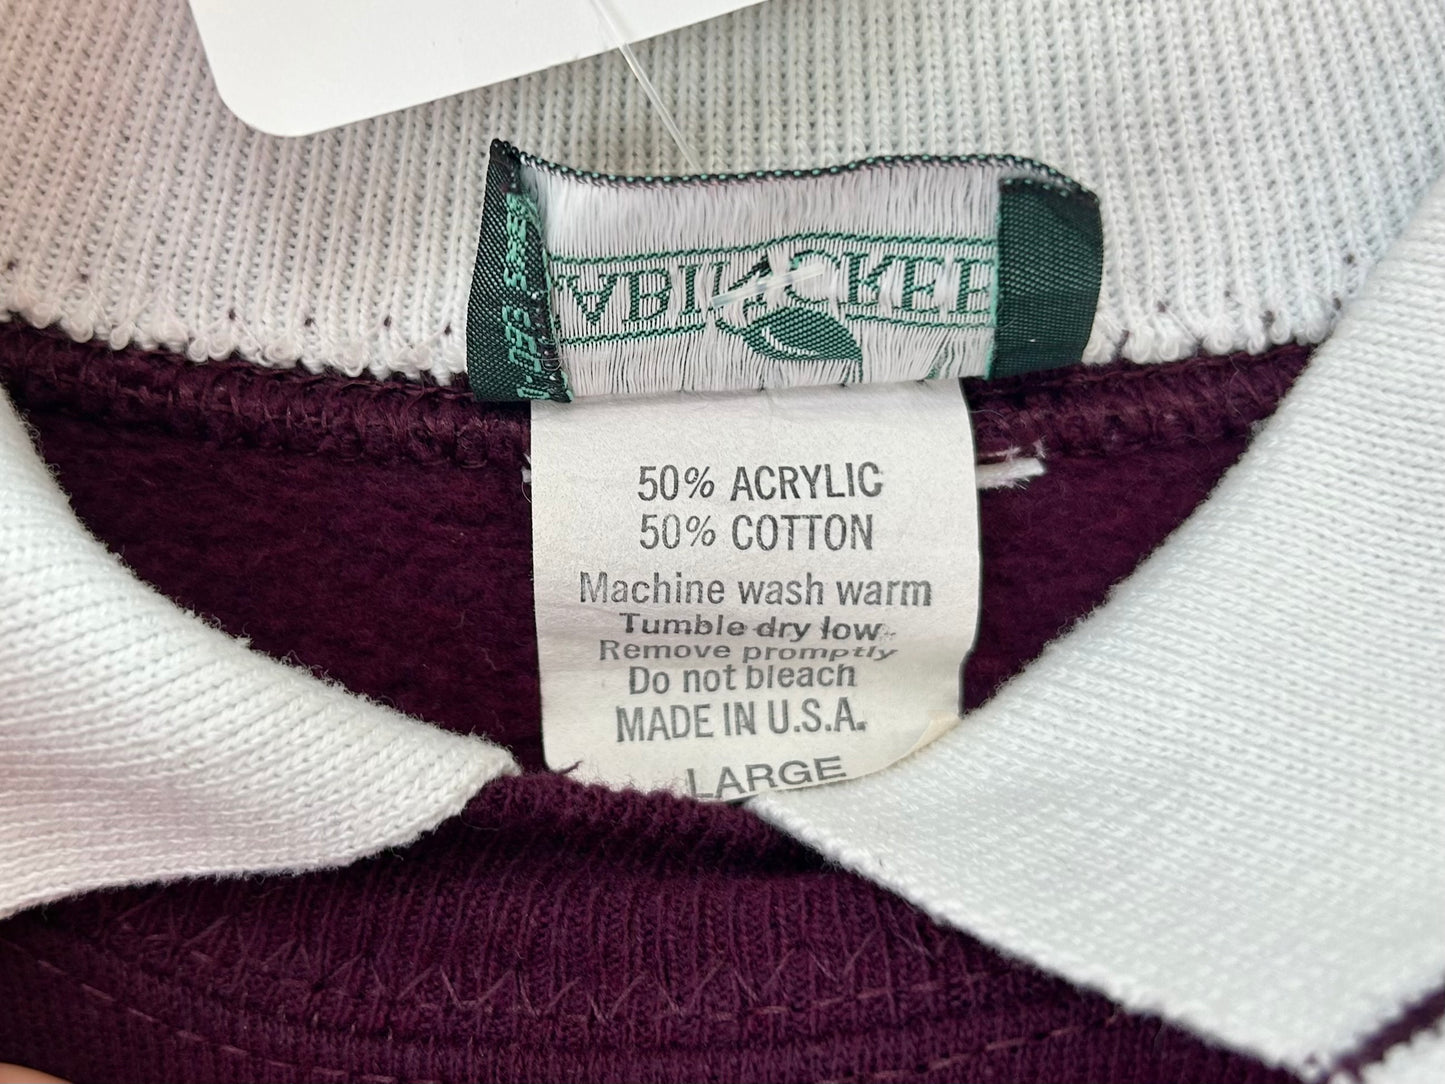 50% ACRYLIC
50% COTTON
Machine wash warm
Tumble dry low
Remove promptly
Do not bleach
MADE IN U.S.A.
LARGE